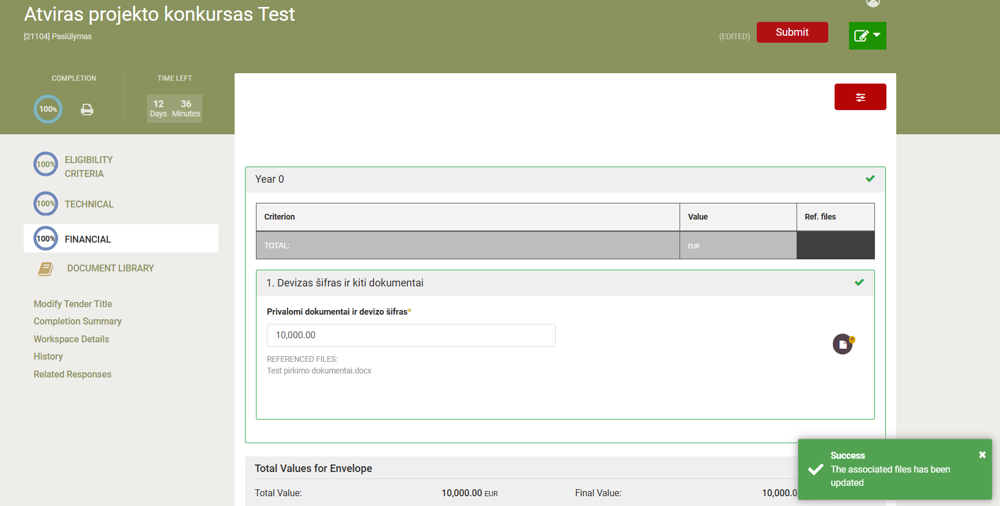 Atviras projekto konkursas Test
[21104] Pasiūlymas
(EDITED)
Submit
COMPLETION
TIME LEFT
100%
12 36
Days Minutes
100% ELIGIBILITY
CRITERIA
100% TECHNICAL
100% FINANCIAL
DOCUMENT LIBRARY
Modify Tender Title
Completion Summary
Workspace Details
History
Related Responses
Year 0
Criterion Value Ref. files
TOTAL: EUR
1. Devizas šifras ir kiti dokumentai
Privalomi dokumentai ir devizo šifras*
10,000.00
REFERENCED FILES:
Test pirkimo dokumentai.docx
Total Values for Envelope
Total Value: 10,000.00 EUR Final Value: 10,000.0
Success
The associated files has been
updated